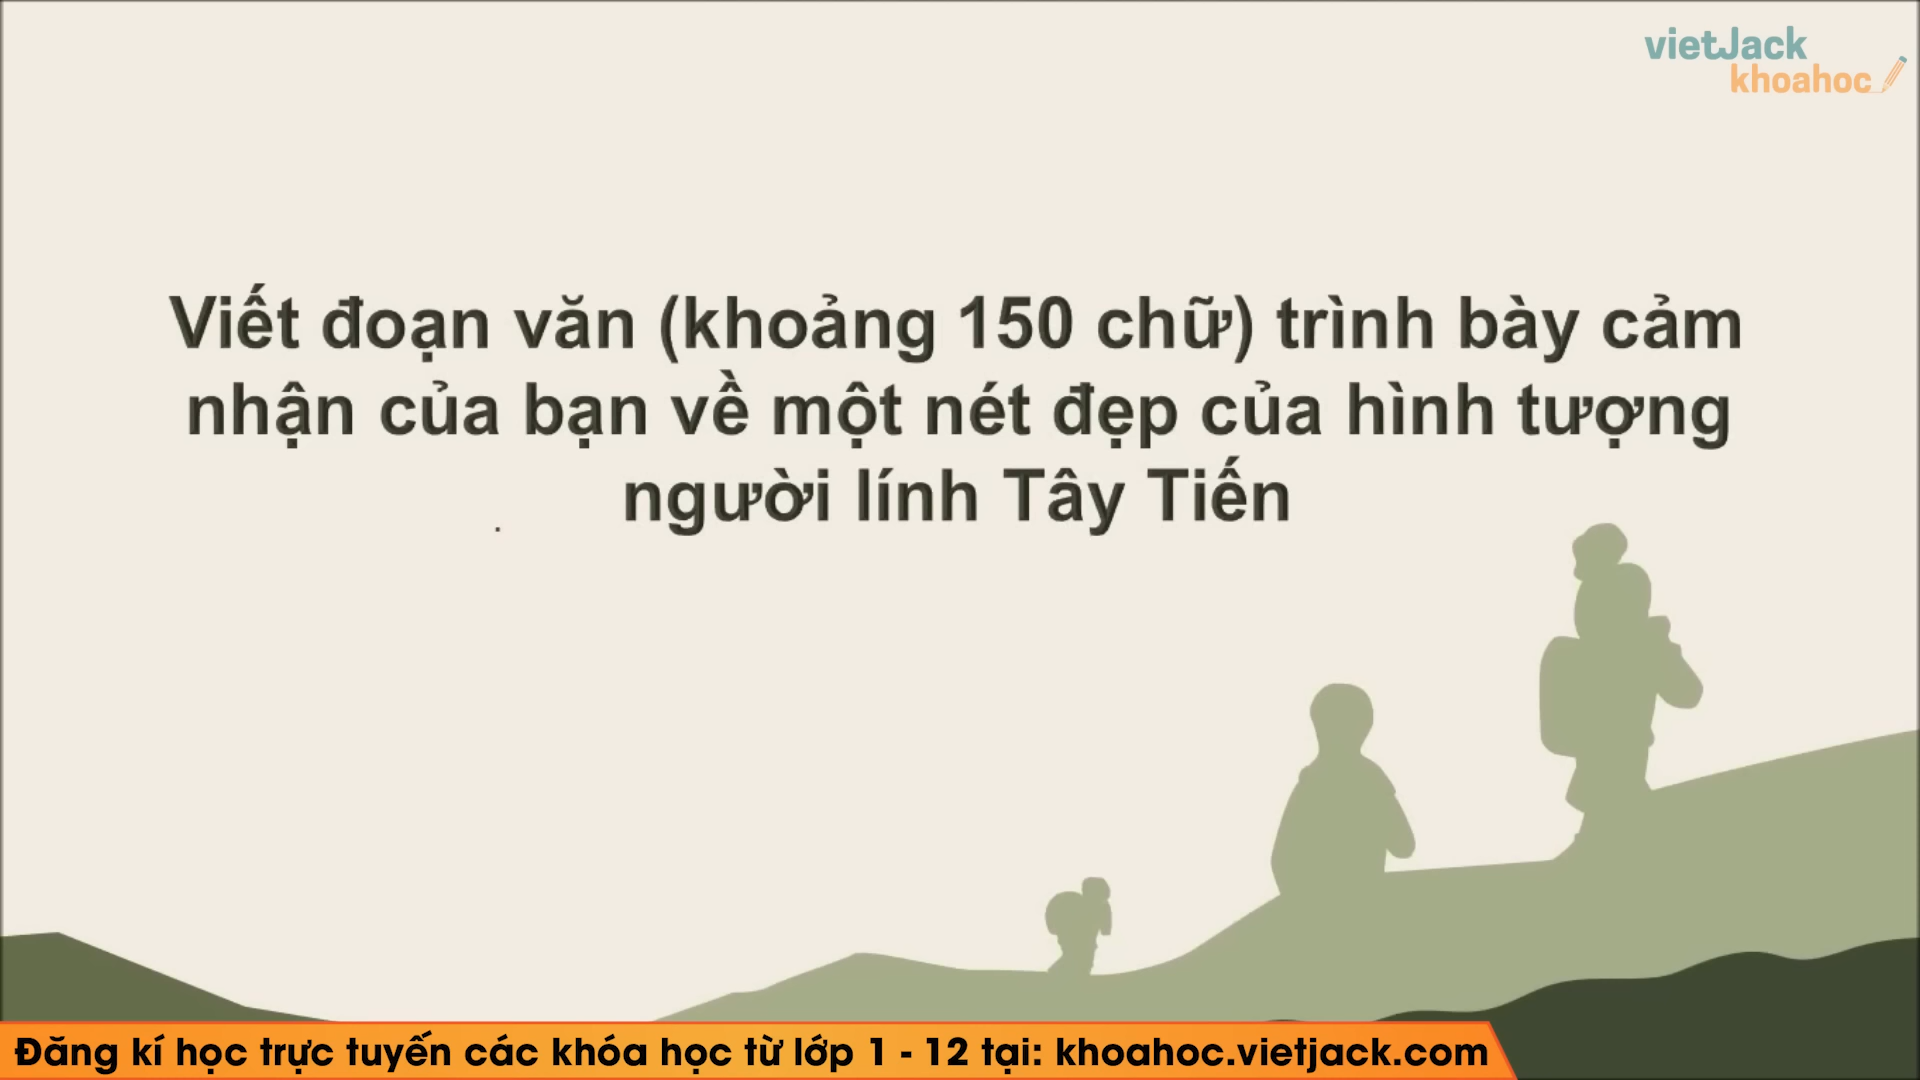 vietJack
khoahoc
Viết đoạn văn (khoảng 150 chữ) trình bày cảm
nhận của bạn về một nét đẹp của hình tượng
người lính Tây Tiến
Đăng kí học trực tuyến các khóa học từ lớp 1 - 12 tại: khoahoc.vietjack.com